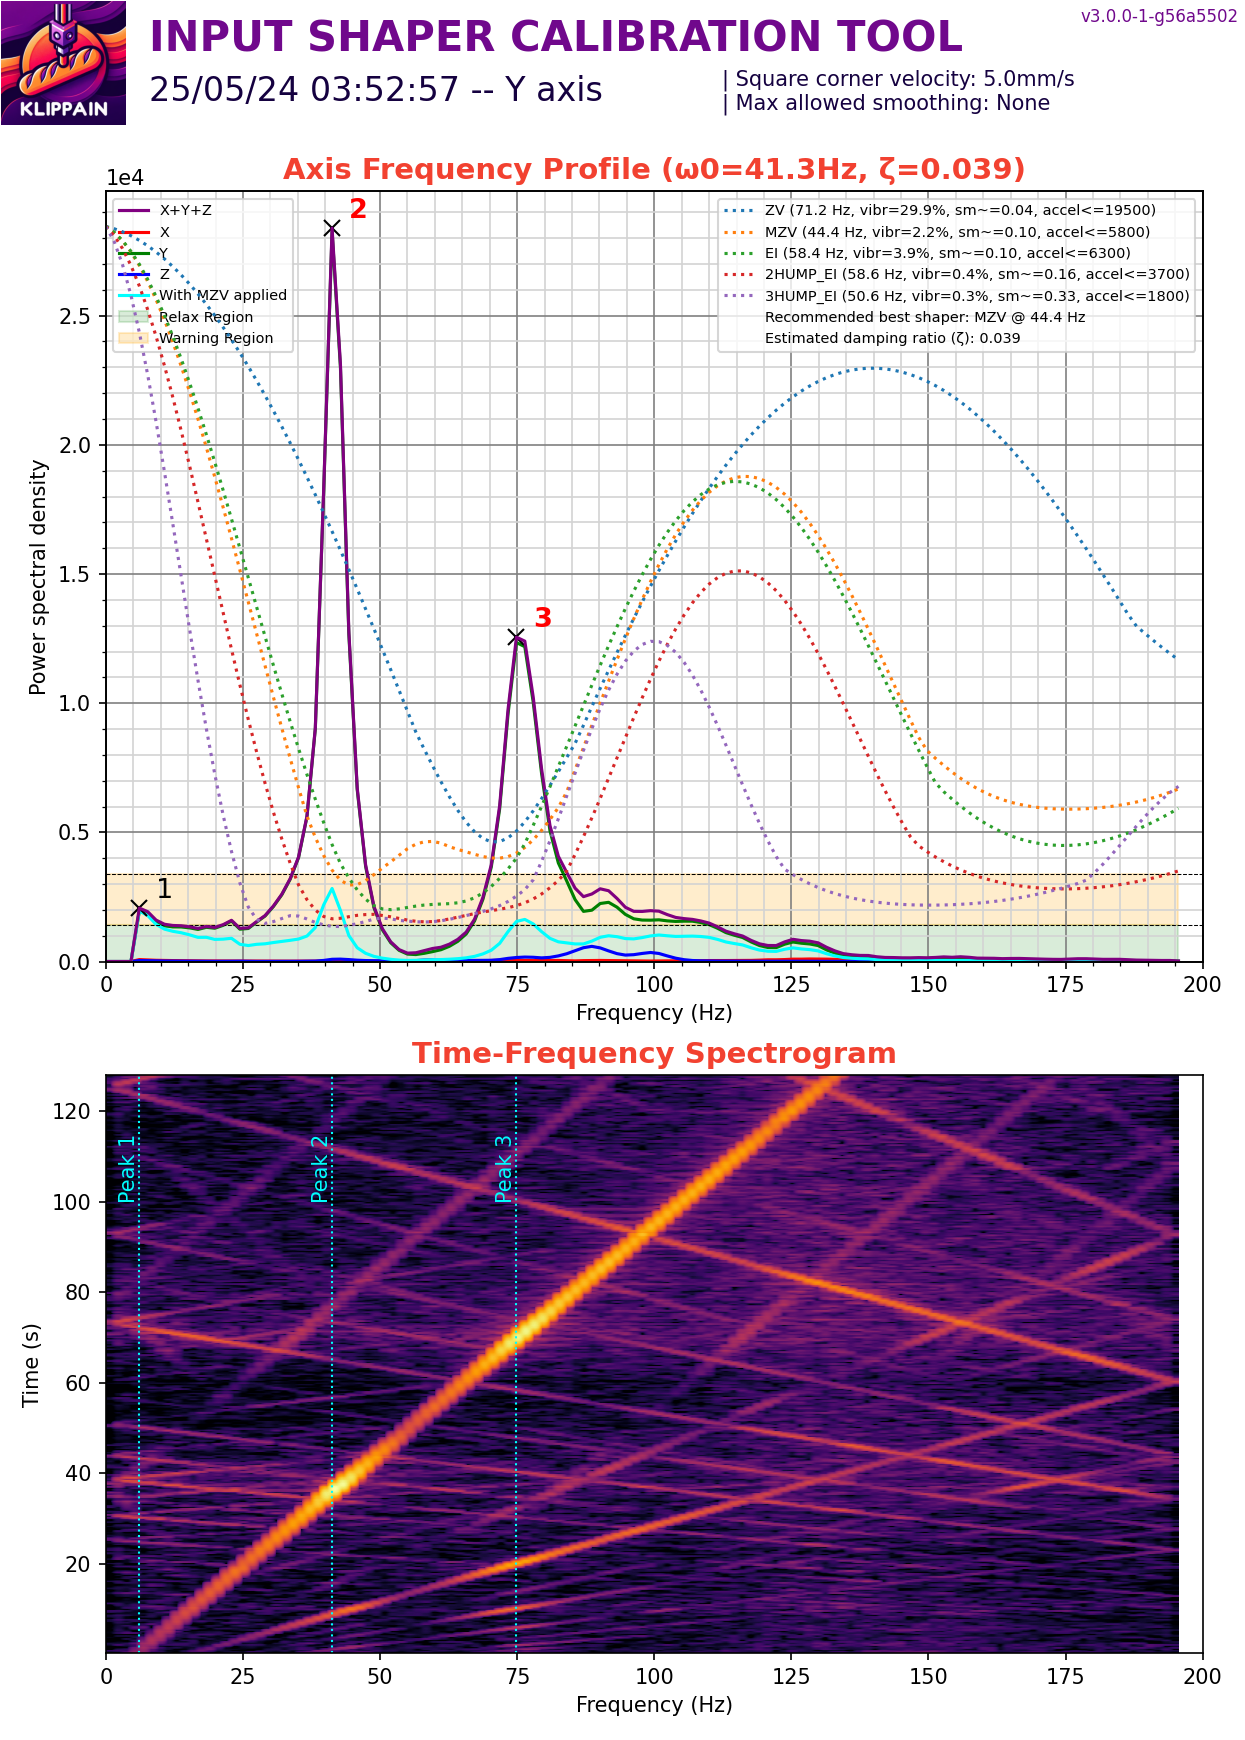 v3.0.0-1-g56a5502
INPUT SHAPER CALIBRATION TOOL
25/05/24 03:52:57 -- Y axis
| Square corner velocity: 5.0mm/s
| Max allowed smoothing: None
KLIPPAIN
Axis Frequency Profile (ω0=41.3Hz, ζ=0.039)
1e4
X+Y+Z
X
Y
Z
With MZV applied
Relax Region
Warning Region
ZV (71.2 Hz, vibr=29.9%, sm~=0.04, accel<=19500)
MZV (44.4 Hz, vibr=2.2%, sm~=0.10, accel<=5800)
EI (58.4 Hz, vibr=3.9%, sm~=0.10, accel<=6300)
2HUMP_EI (58.6 Hz, vibr=0.4%, sm~=0.16, accel<=3700)
3HUMP_EI (50.6 Hz, vibr=0.3%, sm~=0.33, accel<=1800)
Recommended best shaper: MZV @ 44.4 Hz
Estimated damping ratio (ζ): 0.039
2
3
1
Power spectral density
2.5
2.0
1.5
1.0
0.5
0.0
0 25 50 75 100 125 150 175 200
Frequency (Hz)
Time-Frequency Spectrogram
Time (s)
120
100
80
60
40
20
Peak 1
Peak 2
Peak 3
0 25 50 75 100 125 150 175 200
Frequency (Hz)